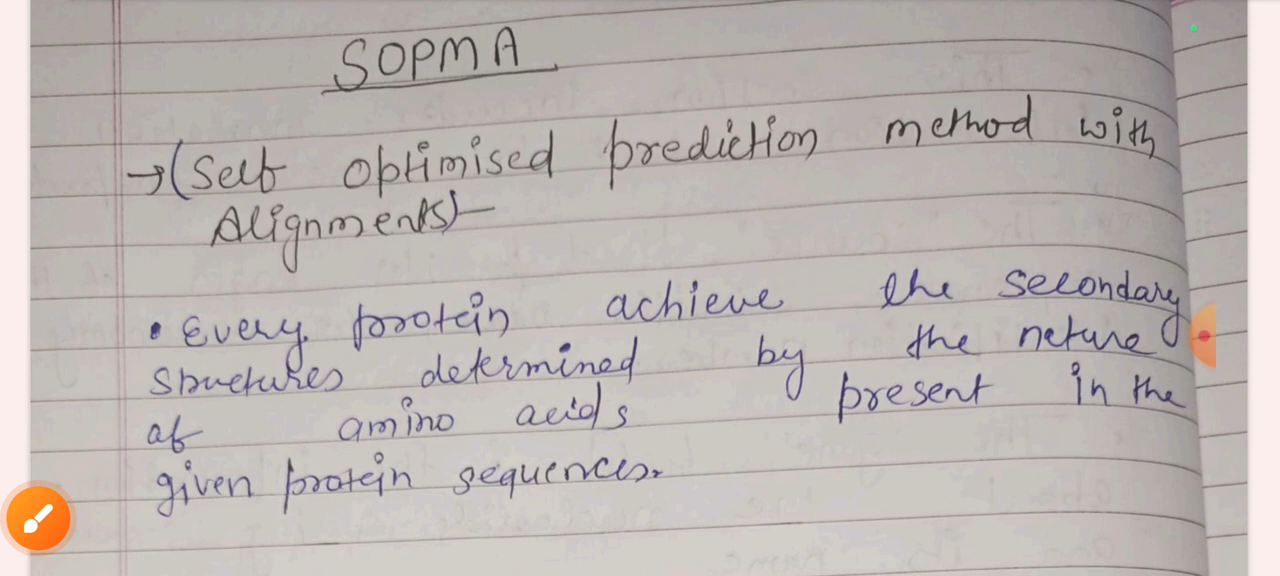 SOPMA
→(Self optimised prediction method with
Alignments)—
• Every protein achieve the secondary
structures determined by the nature
of amino acids present in the
given protein sequences.